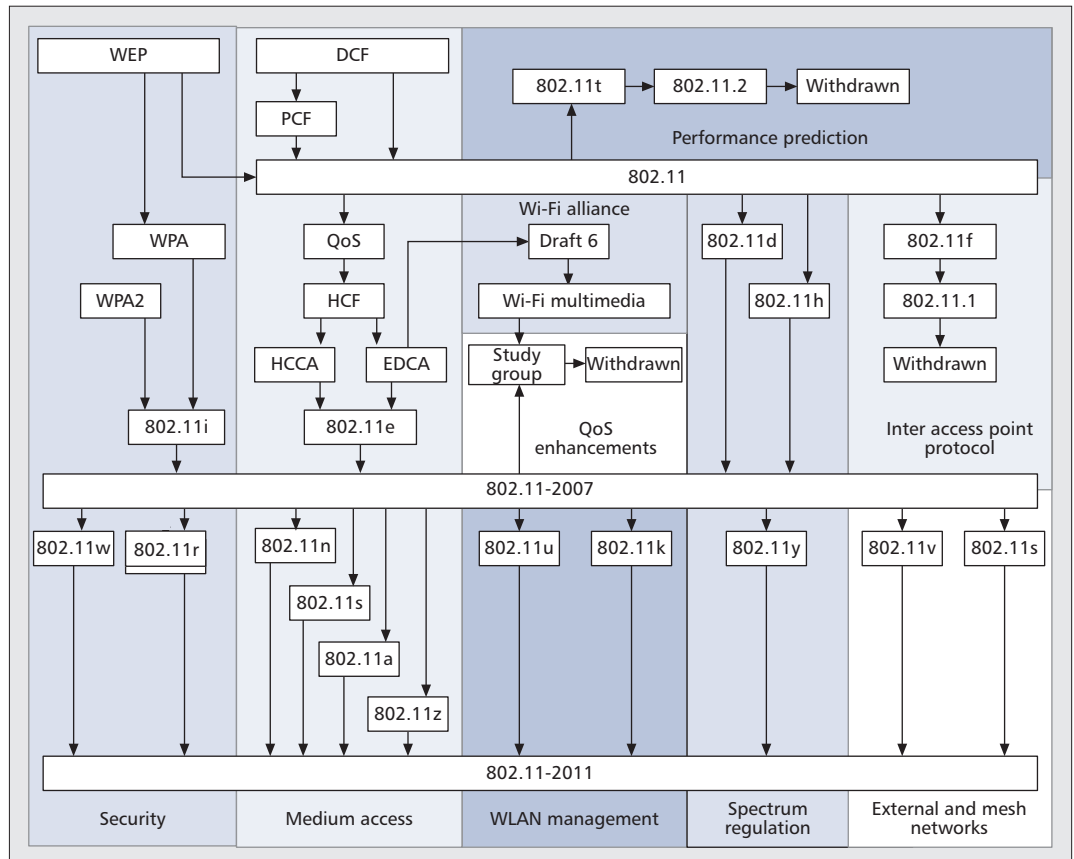 WEP
DCF
802.11t
802.11.2
Withdrawn
PCF
Performance prediction
802.11
Wi-Fi alliance
WPA
QoS
Draft 6
802.11d
802.11f
WPA2
HCF
Wi-Fi multimedia
802.11h
802.11.1
HCCA
EDCA
Study
group
Withdrawn
Withdrawn
802.11i
802.11e
QoS
enhancements
Inter access point
protocol
802.11-2007
802.11w
802.11r
802.11n
802.11u
802.11k
802.11y
802.11v
802.11s
802.11s
802.11a
802.11z
802.11-2011
Security
Medium access
WLAN management
Spectrum
regulation
External and mesh
networks